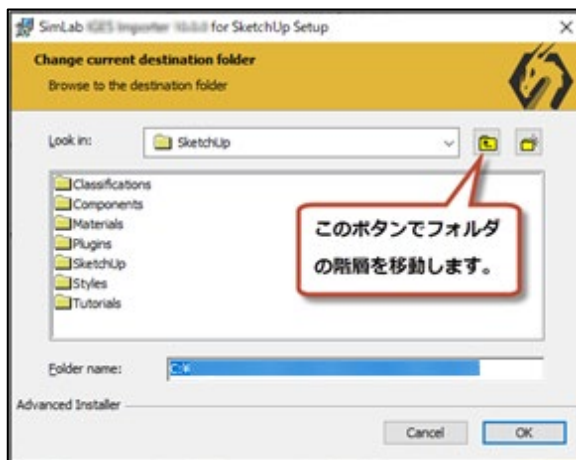 SimLab for SketchUp Setup
Change current destination folder
Browse to the destination folder
Look in:
SketchUp
Classifications
Components
Materials
Plugins
SketchUp
Styles
Tutorials
このボタンでフォルダ
の階層を移動します。
Folder name:
C:¥
Advanced Installer
Cancel
OK